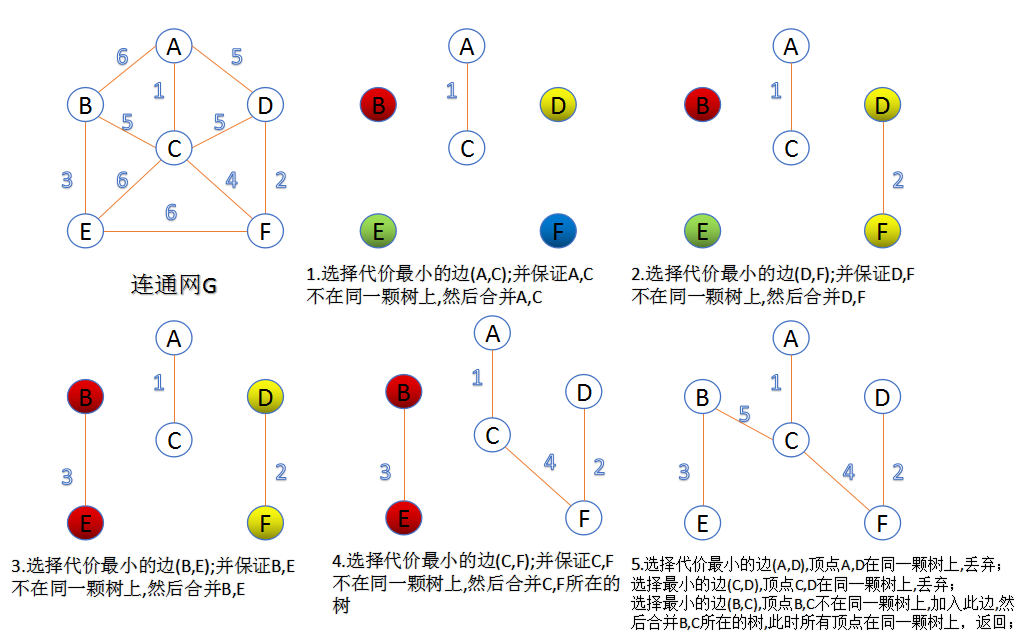 A
6
5
1
B
D
5
5
C
3
6
4
2
6
E
F
连通网G
A
1
B
D
C
E
F
1.选择代价最小的边(A,C);并保证A,C
不在同一颗树上,然后合并A,C
A
1
B
D
C
2
E
F
2.选择代价最小的边(D,F);并保证D,F
不在同一颗树上,然后合并D,F
A
1
B
D
C
3
2
E
F
3.选择代价最小的边(B,E);并保证B,E
不在同一颗树上,然后合并B,E
A
1
B
D
C
3
4
2
E
F
4.选择代价最小的边(C,F);并保证C,F
不在同一颗树上,然后合并C,F所在的
树
A
1
B
D
5
C
3
4
2
E
F
5.选择代价最小的边(A,D),顶点A,D在同一颗树上,丢弃；
选择最小的边(C,D),顶点C,D在同一颗树上,丢弃；
选择最小的边(B,C),顶点B,C不在同一颗树上,加入此边,然
后合并B,C所在的树,此时所有顶点在同一颗树上，返回；